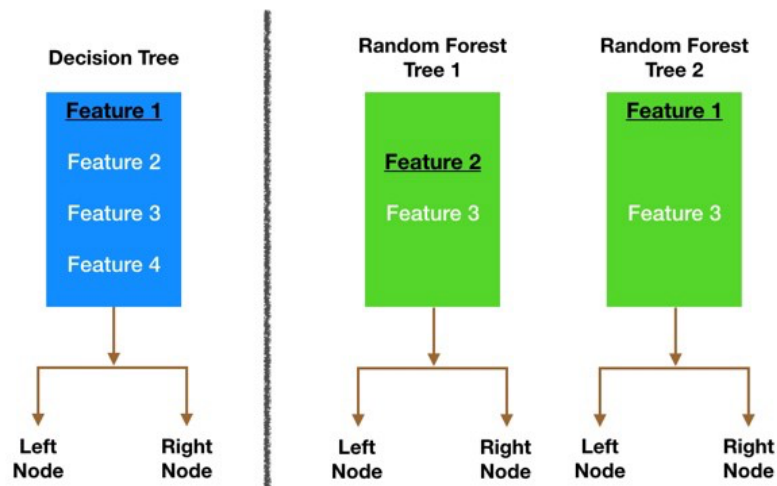 Decision Tree
Feature 1
Feature 2
Feature 3
Feature 4
Left
Node
Right
Node
Random Forest
Tree 1
Feature 2
Feature 3
Left
Node
Right
Node
Random Forest
Tree 2
Feature 1
Feature 3
Left
Node
Right
Node